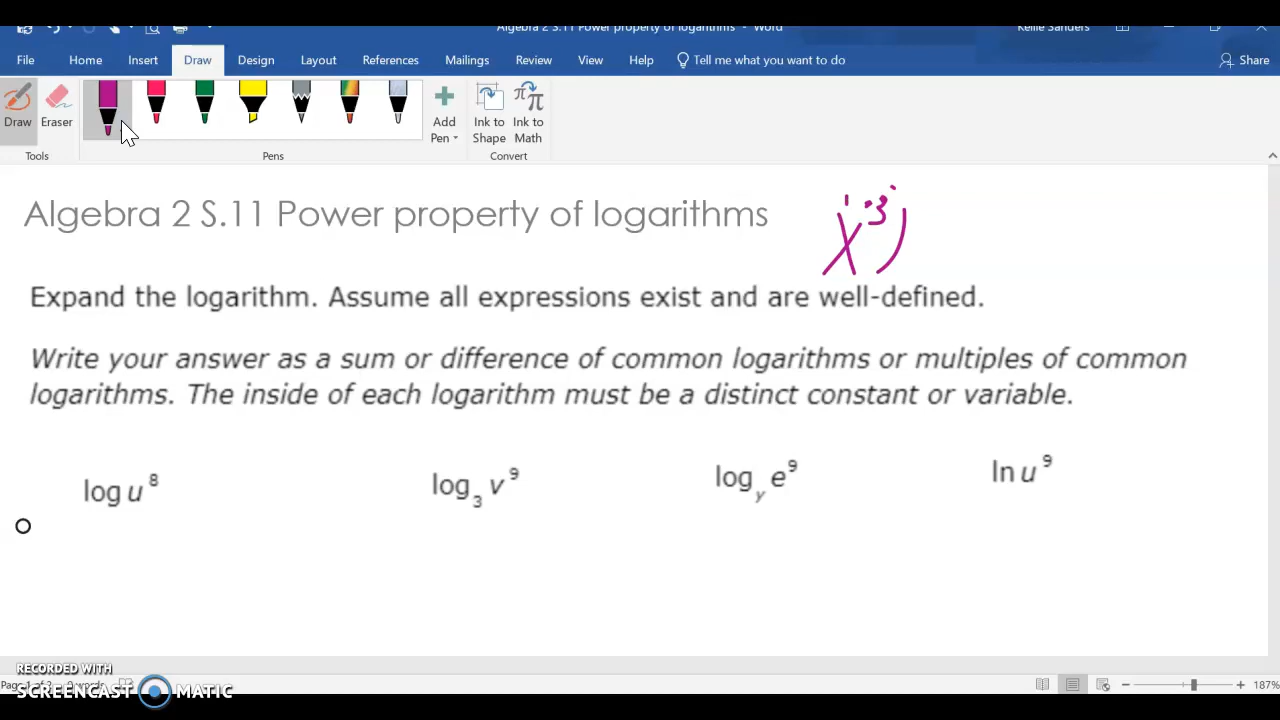 Algebra 2 S.11 Power property of logarithms - Word Kellie Sanders
File Home Insert Draw Design Layout References Mailings Review View Help Tell me what you want to do Share
Draw Eraser Add Pen Ink to Shape Ink to Math
Tools Pens Convert
Algebra 2 S.11 Power property of logarithms
Expand the logarithm. Assume all expressions exist and are well-defined.
Write your answer as a sum or difference of common logarithms or multiples of common
logarithms. The inside of each logarithm must be a distinct constant or variable.
log u⁸ log₃ v⁹ log_y e⁹ ln u⁹
RECORDED WITH
SCREENCAST MATIC
187%